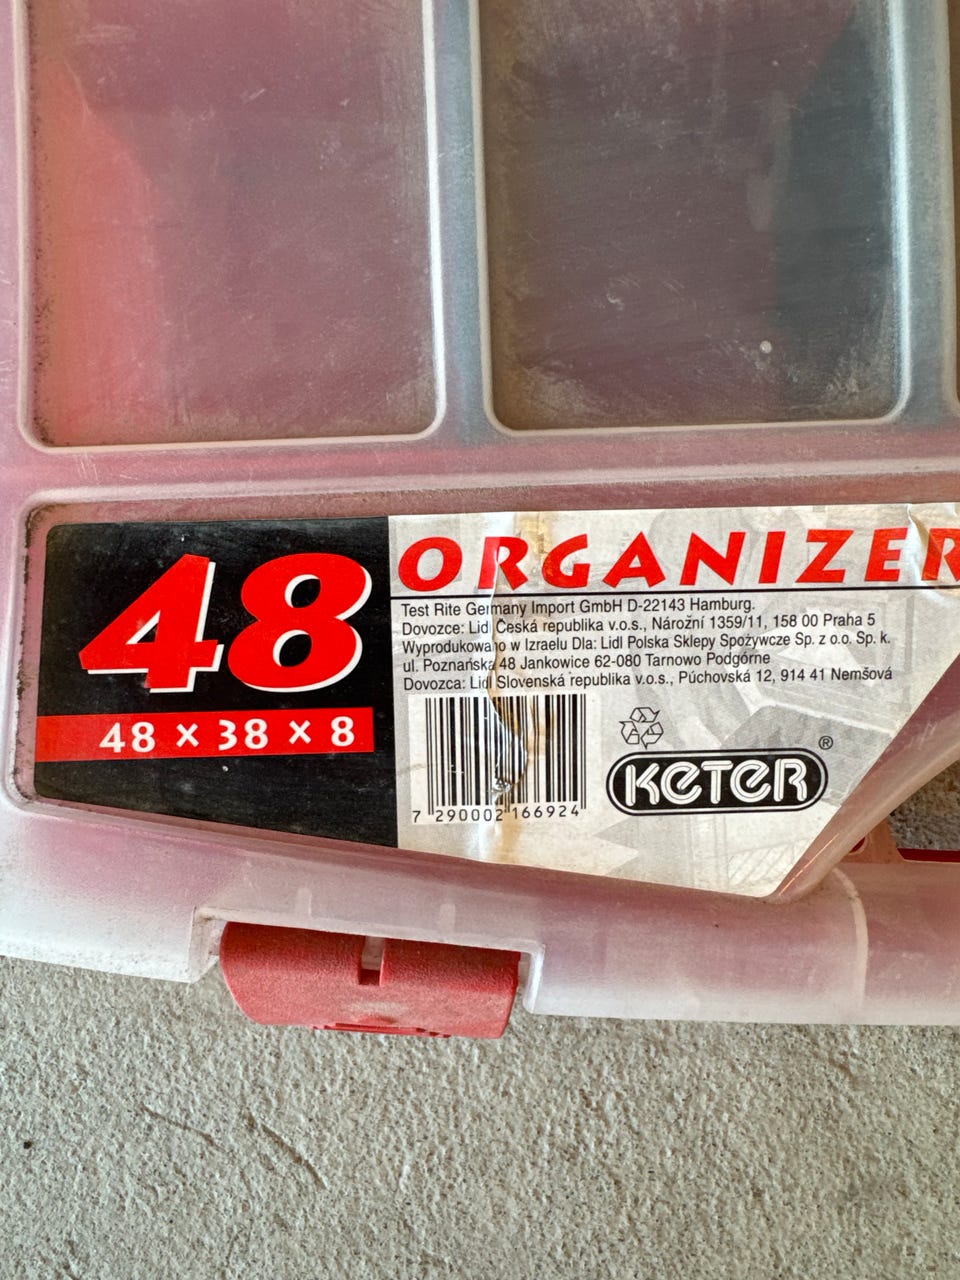 48
48 × 38 × 8
ORGANIZER
Test Rite Germany Import GmbH D-22143 Hamburg.
Dovozce: Lidl Česká republika v.o.s., Nárožní 1359/11, 158 00 Praha 5
Wyprodukowano w Izraelu Dla: Lidl Polska Sklepy Spożywcze Sp. z o.o. Sp. k.
ul. Poznańska 48 Jankowice 62-080 Tarnowo Podgórne
Dovozca: Lidl Slovenská republika v.o.s., Púchovská 12, 914 41 Nemšová
7 290002 166924
KETER®